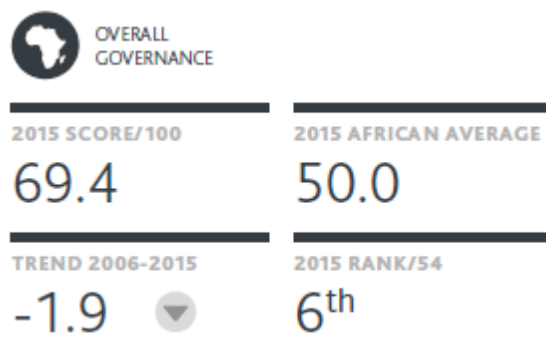 OVERALL
GOVERNANCE
2015 SCORE/100
69.4
2015 AFRICAN AVERAGE
50.0
TREND 2006-2015
-1.9
2015 RANK/54
6th